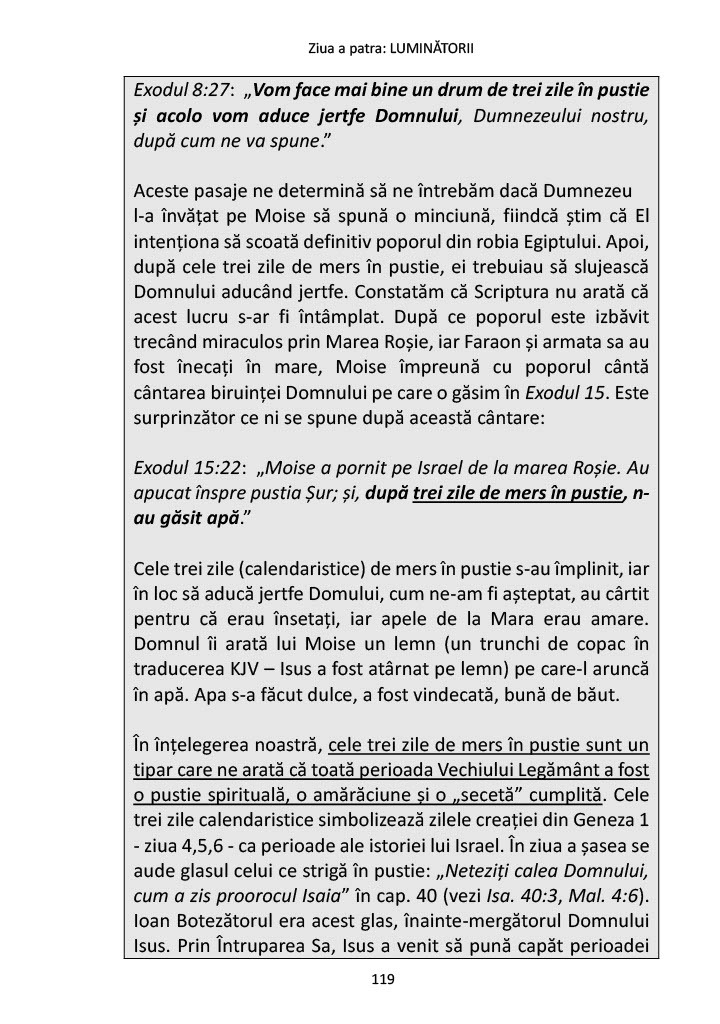 Ziua a patra: LUMINĂTORII
Exodul 8:27: „Vom face mai bine un drum de trei zile în pustie
și acolo vom aduce jertfe Domnului, Dumnezeului nostru,
după cum ne va spune.”
Aceste pasaje ne determină să ne întrebăm dacă Dumnezeu
l-a învățat pe Moise să spună o minciună, fiindcă știm că El
intenționa să scoată definitiv poporul din robia Egiptului. Apoi,
după cele trei zile de mers în pustie, ei trebuiau să slujească
Domnului aducând jertfe. Constatăm că Scriptura nu arată că
acest lucru s-ar fi întâmplat. După ce poporul este izbăvit
trecând miraculos prin Marea Roșie, iar Faraon și armata sa au
fost înecați în mare, Moise împreună cu poporul cântă
cântarea biruinței Domnului pe care o găsim în Exodul 15. Este
surprinzător ce ni se spune după această cântare:
Exodul 15:22: „Moise a pornit pe Israel de la marea Roșie. Au
apucat înspre pustia Șur; și, după trei zile de mers în pustie, n-
au găsit apă.”
Cele trei zile (calendaristice) de mers în pustie s-au împlinit, iar
în loc să aducă jertfe Domului, cum ne-am fi așteptat, au cârtit
pentru că erau însetați, iar apele de la Mara erau amare.
Domnul îi arată lui Moise un lemn (un trunchi de copac în
traducerea KJV – Isus a fost atârnat pe lemn) pe care-l aruncă
în apă. Apa s-a făcut dulce, a fost vindecată, bună de băut.
În înțelegerea noastră, cele trei zile de mers în pustie sunt un
tipar care ne arată că toată perioada Vechiului Legământ a fost
o pustie spirituală, o amărăciune şi o „secetă” cumplită. Cele
trei zile calendaristice simbolizează zilele creației din Geneza 1
- ziua 4,5,6 - ca perioade ale istoriei lui Israel. În ziua a șasea se
aude glasul celui ce strigă în pustie: „Neteziți calea Domnului,
cum a zis proorocul Isaia” în cap. 40 (vezi Isa. 40:3, Mal. 4:6).
Ioan Botezătorul era acest glas, înainte-mergătorul Domnului
Isus. Prin Întruparea Sa, Isus a venit să pună capăt perioadei
119